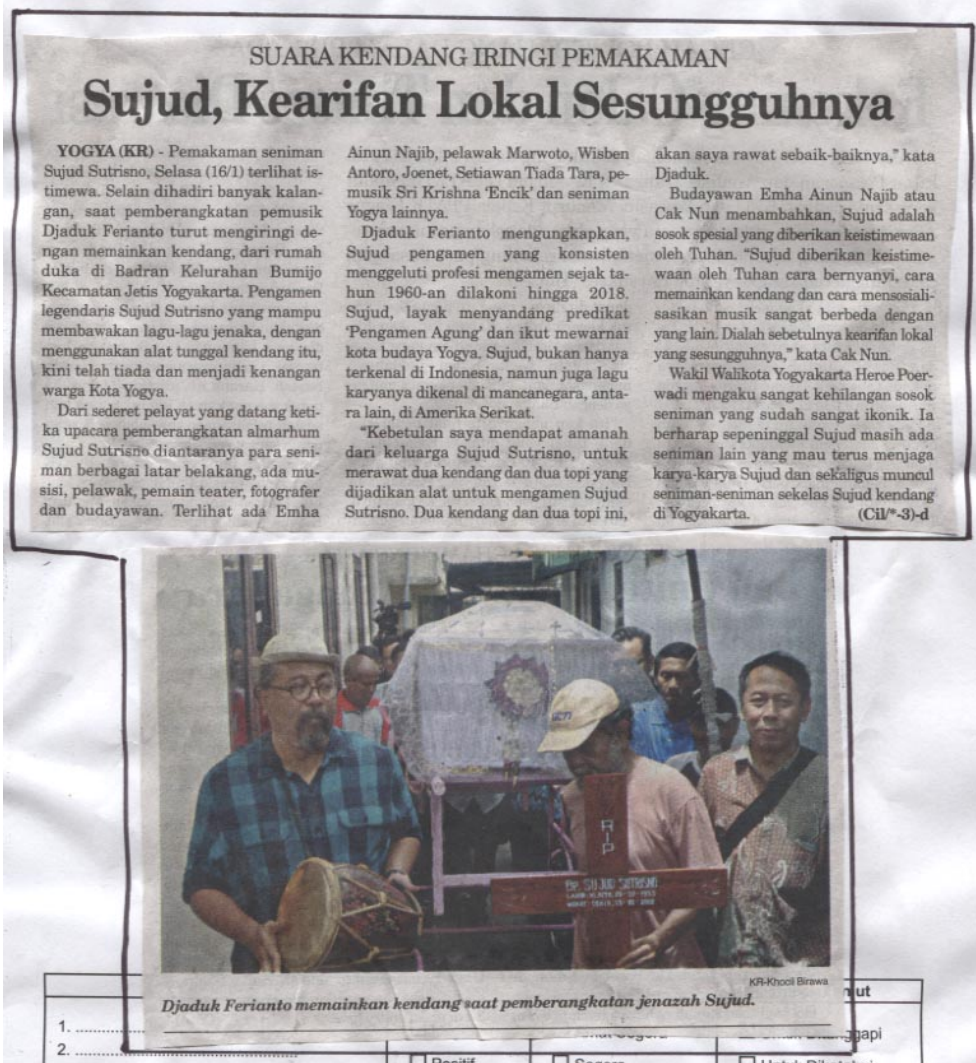 SUARA KENDANG IRINGI PEMAKAMAN
Sujud, Kearifan Lokal Sesungguhnya
YOGYA (KR) - Pemakaman seniman
Sujud Sutrisno, Selasa (16/1) terlihat is-
timewa. Selain dihadiri banyak kalan-
gan, saat pemberangkatan pemusik
Djaduk Ferianto turut mengiringi de-
ngan memainkan kendang, dari rumah
duka di Badran Kelurahan Bumijo
Kecamatan Jetis Yogyakarta. Pengamen
legendaris Sujud Sutrisno yang mampu
membawakan lagu-lagu jenaka, dengan
menggunakan alat tunggal kendang itu,
kini telah tiada dan menjadi kenangan
warga Kota Yogya.
Dari sederet pelayat yang datang keti-
ka upacara pemberangkatan almarhum
Sujud Sutrisno diantaranya para seni-
man berbagai latar belakang, ada mu-
sisi, pelawak, pemain teater, fotografer
dan budayawan. Terlihat ada Emha
Ainun Najib, pelawak Marwoto, Wisben
Antoro, Joenet, Setiawan Tiada Tara, pe-
musik Sri Krishna 'Encik' dan seniman
Yogya lainnya.
Djaduk Ferianto mengungkapkan,
Sujud pengamen yang konsisten
menggeluti profesi mengamen sejak ta-
hun 1960-an dilakoni hingga 2018.
Sujud, layak menyandang predikat
'Pengamen Agung' dan ikut mewarnai
kota budaya Yogya. Sujud, bukan hanya
terkenal di Indonesia, namun juga lagu
karyanya dikenal di mancanegara, anta-
ra lain, di Amerika Serikat.
"Kebetulan saya mendapat amanah
dari keluarga Sujud Sutrisno, untuk
merawat dua kendang dan dua topi yang
dijadikan alat untuk mengamen Sujud
Sutrisno. Dua kendang dan dua topi ini,
akan saya rawat sebaik-baiknya," kata
Djaduk.
Budayawan Emha Ainun Najib atau
Cak Nun menambahkan, Sujud adalah
sosok spesial yang diberikan keistimewaan
oleh Tuhan. "Sujud diberikan keistime-
waan oleh Tuhan cara bernyanyi, cara
memainkan kendang dan cara mensosiali-
sasikan musik sangat berbeda dengan
yang lain. Dialah sebetulnya kearifan lokal
yang sesungguhnya," kata Cak Nun.
Wakil Walikota Yogyakarta Heroe Poer-
wadi mengaku sangat kehilangan sosok
seniman yang sudah sangat ikonik. Ia
berharap sepeninggal Sujud masih ada
seniman lain yang mau terus menjaga
karya-karya Sujud dan sekaligus muncul
seniman-seniman sekelas Sujud kendang
di Yogyakarta. (Cil/*-3)-d
RIP
BP. SUJUD SUTRISNO
KR-Khocil Birawa
Djaduk Ferianto memainkan kendang saat pemberangkatan jenazah Sujud.
1.
2.
Positif
Segera